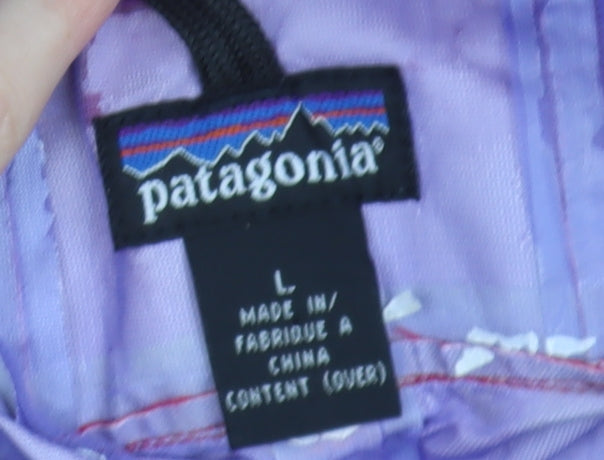 patagonia®
L
MADE IN/
FABRIQUE A
CHINA
CONTENT (OVER)